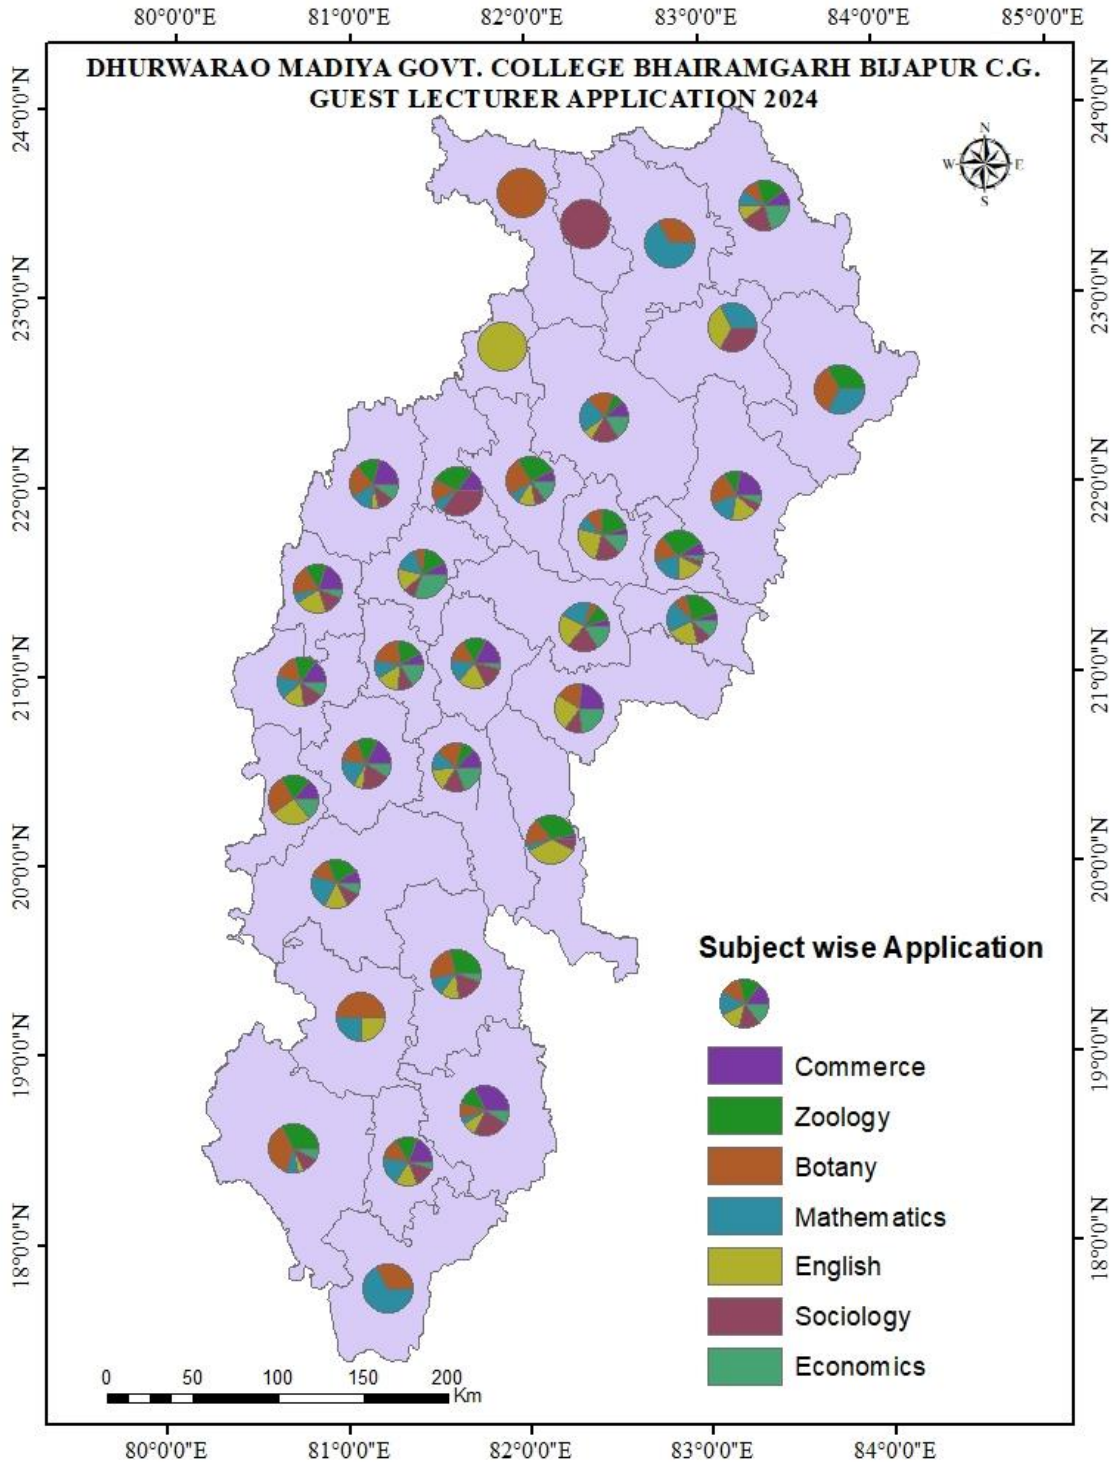 80°0'0"E 81°0'0"E 82°0'0"E 83°0'0"E 84°0'0"E 85°0'0"E
DHURWARAO MADIYA GOVT. COLLEGE BHAIRAMGARH BIJAPUR C.G.
GUEST LECTURER APPLICATION 2024
N
W E
S
24°0'0"N 24°0'0"N
23°0'0"N 23°0'0"N
22°0'0"N 22°0'0"N
21°0'0"N 21°0'0"N
20°0'0"N 20°0'0"N
19°0'0"N 19°0'0"N
18°0'0"N 18°0'0"N
Subject wise Application
Commerce
Zoology
Botany
Mathematics
English
Sociology
Economics
0 50 100 150 200
Km
80°0'0"E 81°0'0"E 82°0'0"E 83°0'0"E 84°0'0"E